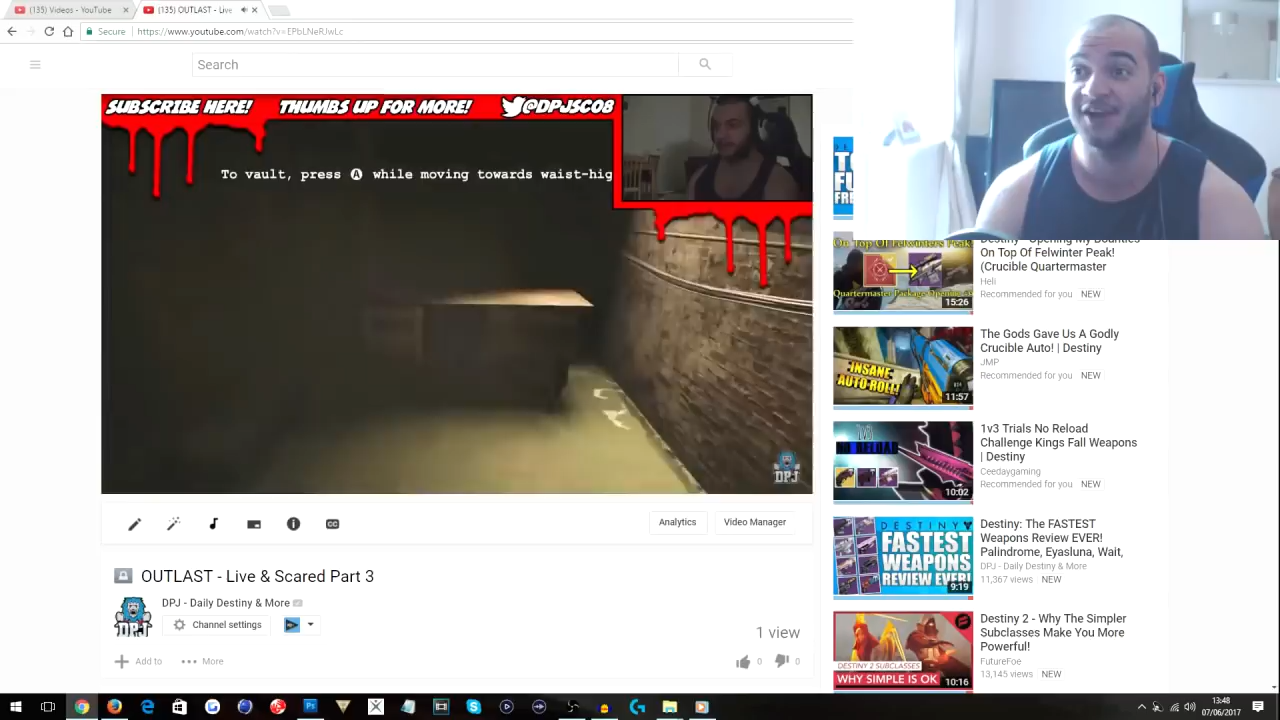 (135) Videos - YouTube
(135) OUTLAST - Live
Secure
https://www.youtube.com/watch?v=EPbLNeRJwLc
Search
SUBSCRIBE HERE!
THUMBS UP FOR MORE!
@DPJSC08
To vault, press A while moving towards waist-hig
DPJ
Analytics
Video Manager
OUTLAST - Live & Scared Part 3
DPJ
DPJ - Daily Destiny & More
Channel settings
1 view
Add to
More
0
0
On Top Of Felwinters Peak!
Quartermaster Package Opening
15:26
Destiny - Opening My Bounties
On Top Of Felwinter Peak!
(Crucible Quartermaster
Heli
Recommended for you NEW
INSANE
AUTO ROLL!
11:57
The Gods Gave Us A Godly
Crucible Auto! | Destiny
JMP
Recommended for you NEW
1v3
NO RELOAD
10:02
1v3 Trials No Reload
Challenge Kings Fall Weapons
| Destiny
Ceedaygaming
Recommended for you NEW
DESTINY
FASTEST
WEAPONS
REVIEW EVER!
9:19
Destiny: The FASTEST
Weapons Review EVER!
Palindrome, Eyasluna, Wait,
DPJ - Daily Destiny & More
11,367 views NEW
DESTINY 2 SUBCLASSES
WHY SIMPLE IS OK
10:16
Destiny 2 - Why The Simpler
Subclasses Make You More
Powerful!
FutureFoe
13,145 views NEW
13:48
07/06/2017